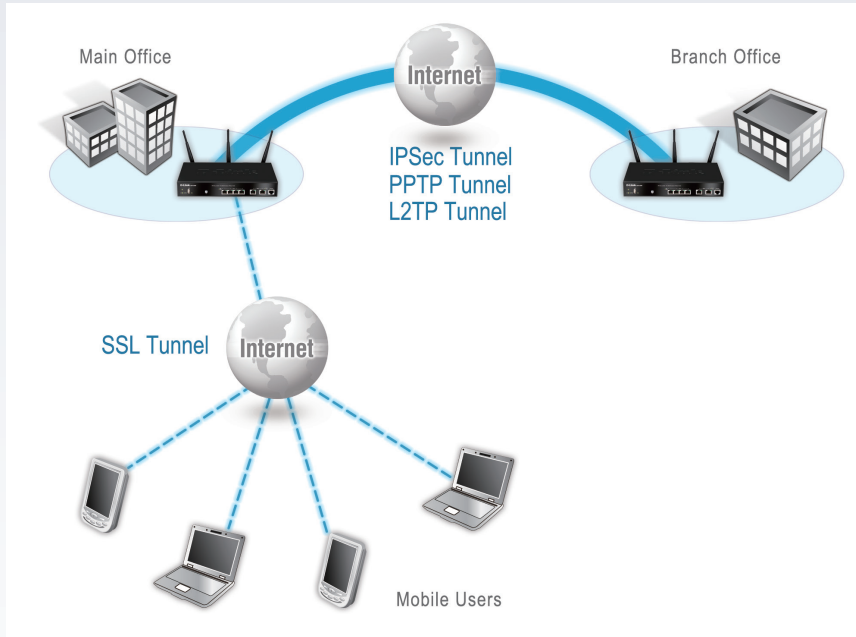 Main Office
Internet
Branch Office
IPSec Tunnel
PPTP Tunnel
L2TP Tunnel
SSL Tunnel
Internet
Mobile Users